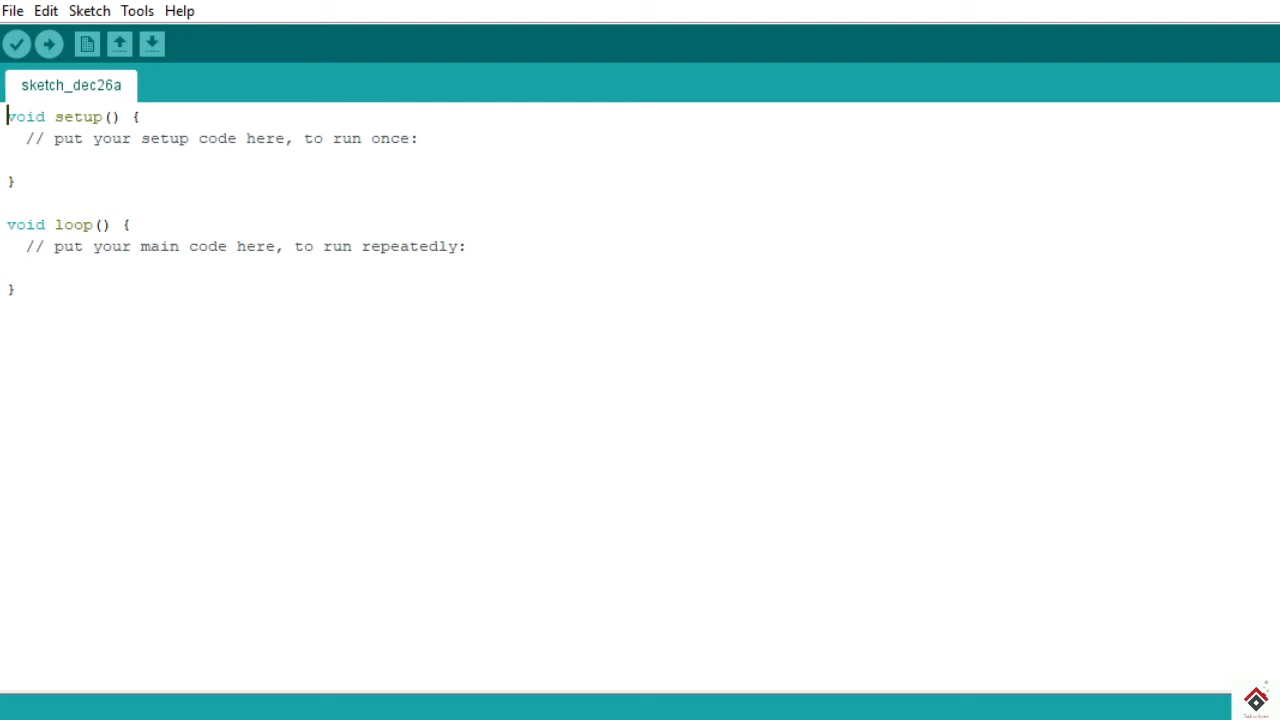 File Edit Sketch Tools Help
sketch_dec26a
void setup() {
  // put your setup code here, to run once:
}
void loop() {
  // put your main code here, to run repeatedly:
}